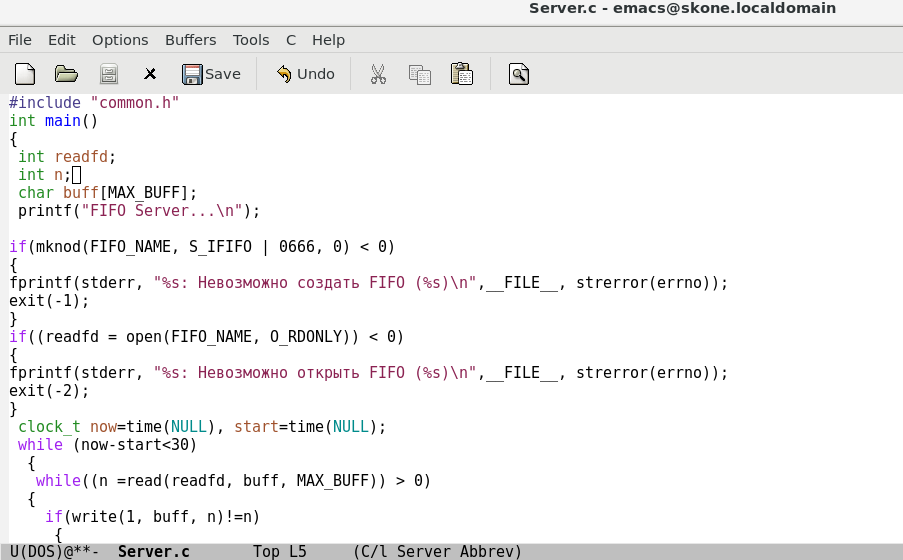 Server.c - emacs@skone.localdomain
File Edit Options Buffers Tools C Help
Save Undo
#include "common.h"
int main()
{
 int readfd;
 int n;
 char buff[MAX_BUFF];
 printf("FIFO Server...\n");
if(mknod(FIFO_NAME, S_IFIFO | 0666, 0) < 0)
{
fprintf(stderr, "%s: Невозможно создать FIFO (%s)\n",__FILE__, strerror(errno));
exit(-1);
}
if((readfd = open(FIFO_NAME, O_RDONLY)) < 0)
{
fprintf(stderr, "%s: Невозможно открыть FIFO (%s)\n",__FILE__, strerror(errno));
exit(-2);
}
 clock_t now=time(NULL), start=time(NULL);
 while (now-start<30)
  {
   while((n =read(readfd, buff, MAX_BUFF)) > 0)
  {
    if(write(1, buff, n)!=n)
     {
U(DOS)@**-  Server.c       Top L5     (C/l Server Abbrev)